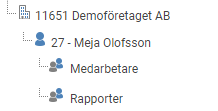 11651 Demoföretaget AB
27 - Meja Olofsson
Medarbetare
Rapporter